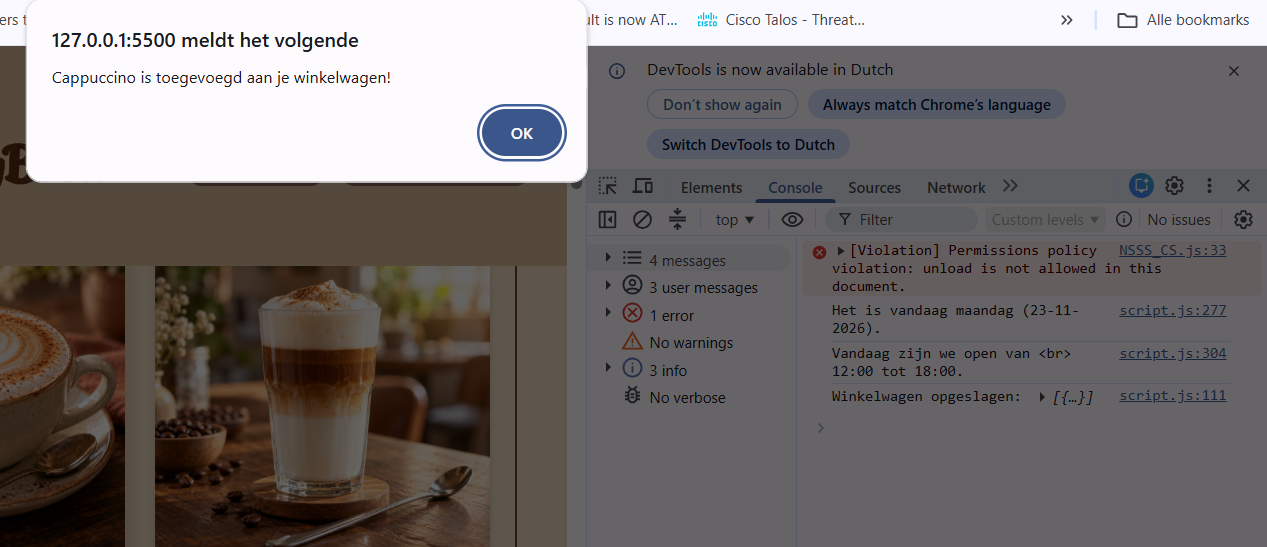 127.0.0.1:5500 meldt het volgende
Cappuccino is toegevoegd aan je winkelwagen!
OK
ult is now AT...
CISCO
Cisco Talos - Threat...
Alle bookmarks
DevTools is now available in Dutch
Don't show again
Always match Chrome's language
Switch DevTools to Dutch
Elements
Console
Sources
Network
top
Filter
Custom levels
No issues
4 messages
3 user messages
1 error
No warnings
3 info
No verbose
[Violation] Permissions policy NSSS_CS.js:33
violation: unload is not allowed in this
document.
Het is vandaag maandag (23-11- script.js:277
2026).
Vandaag zijn we open van <br> script.js:304
12:00 tot 18:00.
Winkelwagen opgeslagen: [{…}] script.js:111